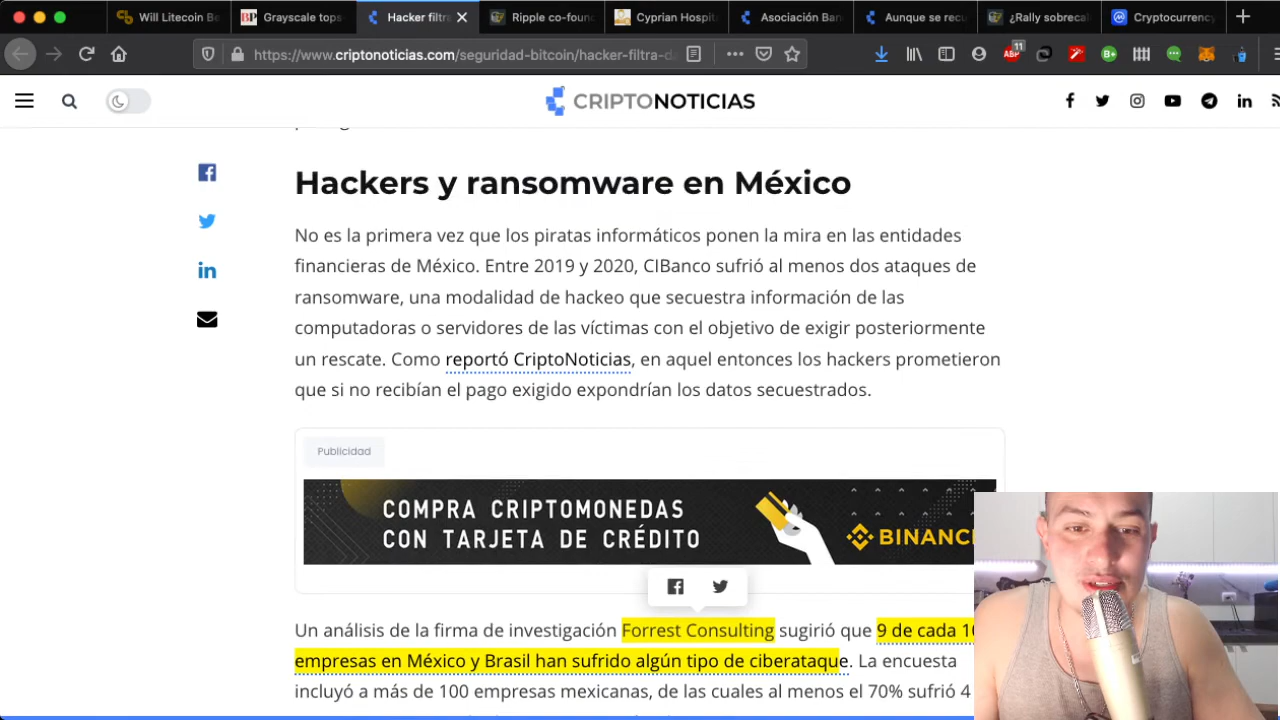 Will Litecoin Be
Grayscale tops
Hacker filtra
Ripple co-foun
Cyprian Hospita
Asociación Ban
Aunque se recu
¿Rally sobrecal
Cryptocurrency
https://www.criptonoticias.com/seguridad-bitcoin/hacker-filtra-da
11
ABP
B+
CRIPTONOTICIAS
Hackers y ransomware en México
No es la primera vez que los piratas informáticos ponen la mira en las entidades
financieras de México. Entre 2019 y 2020, CIBanco sufrió al menos dos ataques de
ransomware, una modalidad de hackeo que secuestra información de las
computadoras o servidores de las víctimas con el objetivo de exigir posteriormente
un rescate. Como reportó CriptoNoticias, en aquel entonces los hackers prometieron
que si no recibían el pago exigido expondrían los datos secuestrados.
Publicidad
COMPRA CRIPTOMONEDAS
CON TARJETA DE CRÉDITO
BINANC
Un análisis de la firma de investigación Forrest Consulting sugirió que 9 de cada 10
empresas en México y Brasil han sufrido algún tipo de ciberataque. La encuesta
incluyó a más de 100 empresas mexicanas, de las cuales al menos el 70% sufrió 4